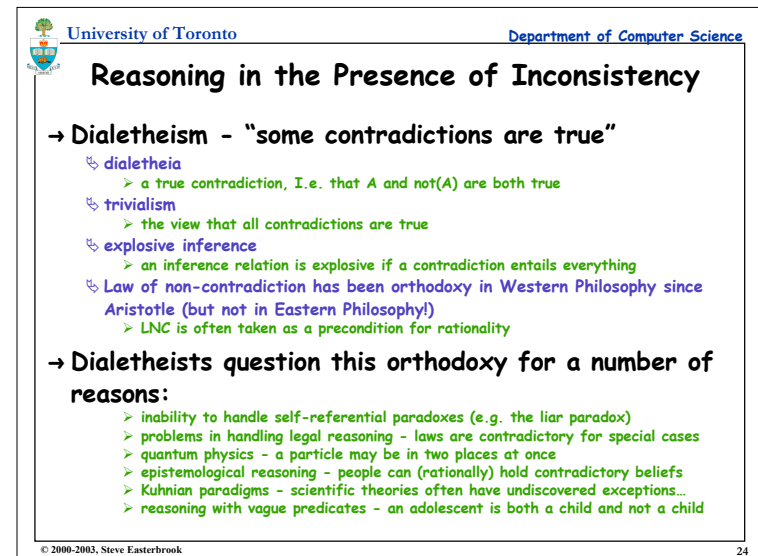 University of Toronto
Department of Computer Science
Reasoning in the Presence of Inconsistency
→ Dialetheism - “some contradictions are true”
dialetheia
➢ a true contradiction, I.e. that A and not(A) are both true
trivialism
➢ the view that all contradictions are true
explosive inference
➢ an inference relation is explosive if a contradiction entails everything
Law of non-contradiction has been orthodoxy in Western Philosophy since
Aristotle (but not in Eastern Philosophy!)
➢ LNC is often taken as a precondition for rationality
→ Dialetheists question this orthodoxy for a number of
reasons:
➢ inability to handle self-referential paradoxes (e.g. the liar paradox)
➢ problems in handling legal reasoning - laws are contradictory for special cases
➢ quantum physics - a particle may be in two places at once
➢ epistemological reasoning - people can (rationally) hold contradictory beliefs
➢ Kuhnian paradigms - scientific theories often have undiscovered exceptions…
➢ reasoning with vague predicates - an adolescent is both a child and not a child
© 2000-2003, Steve Easterbrook
24